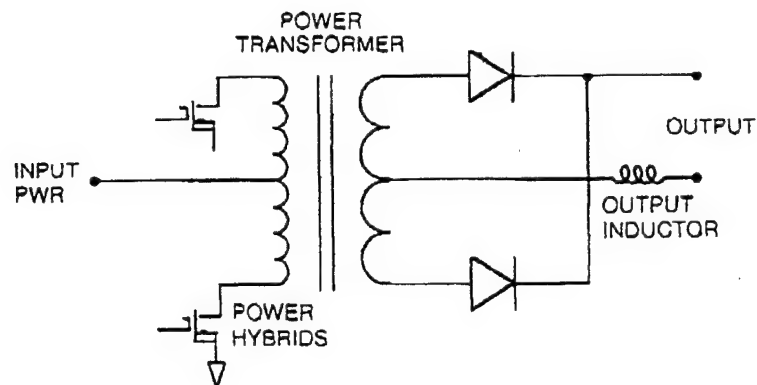 POWER
TRANSFORMER
INPUT
PWR
OUTPUT
OUTPUT
INDUCTOR
POWER
HYBRIDS